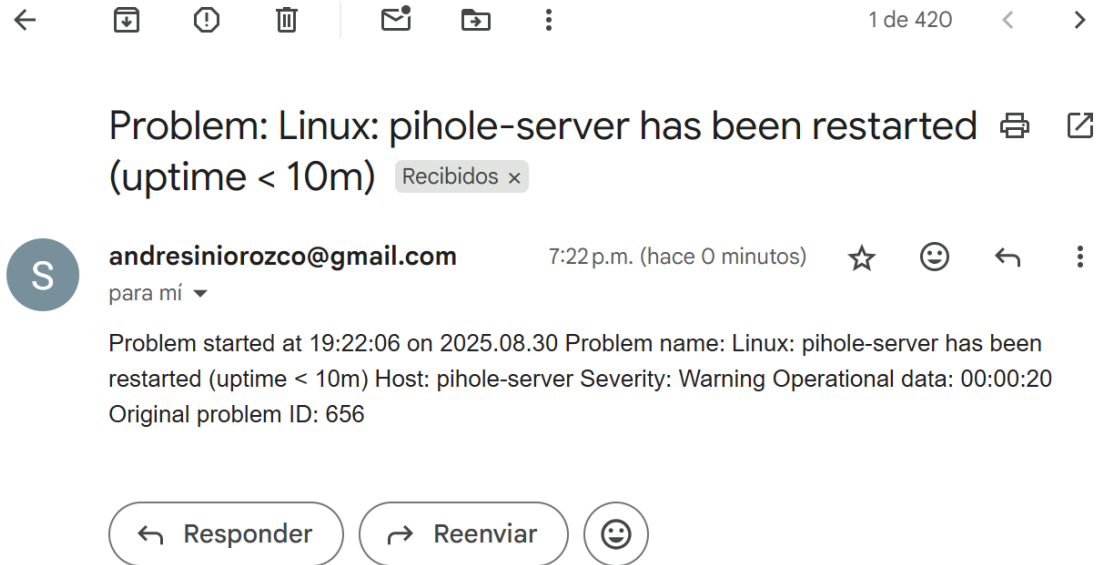 1 de 420
Problem: Linux: pihole-server has been restarted
(uptime < 10m) Recibidos ×
S
andresiniorozco@gmail.com 7:22 p.m. (hace 0 minutos)
para mí
Problem started at 19:22:06 on 2025.08.30 Problem name: Linux: pihole-server has been
restarted (uptime < 10m) Host: pihole-server Severity: Warning Operational data: 00:00:20
Original problem ID: 656
Responder Reenviar